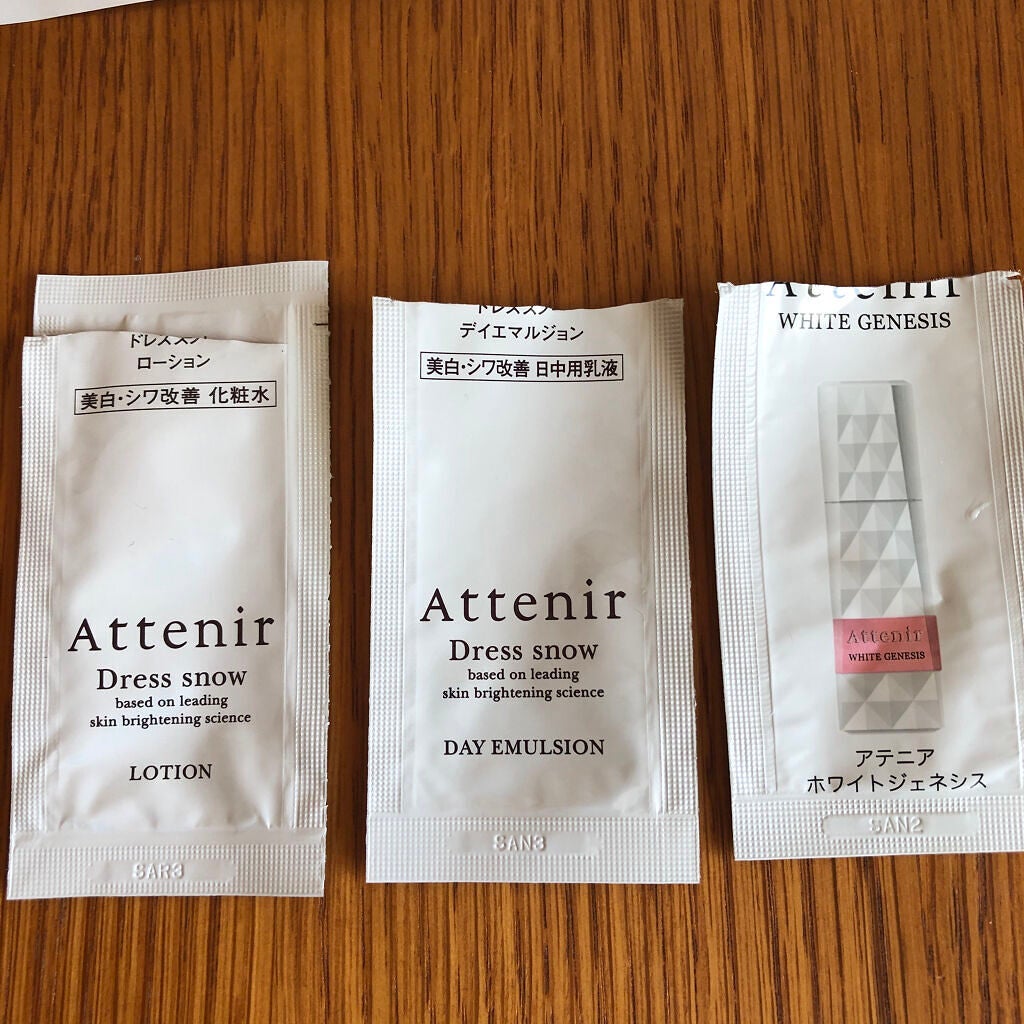 ローション
美白・シワ改善 化粧水
Attenir
Dress snow
based on leading
skin brightening science
LOTION
SAR3
デイエマルジョン
美白・シワ改善 日中用乳液
Attenir
Dress snow
based on leading
skin brightening science
DAY EMULSION
SAN3
Attenir
WHITE GENESIS
Attenir
WHITE GENESIS
アテニア
ホワイトジェネシス
SAN2